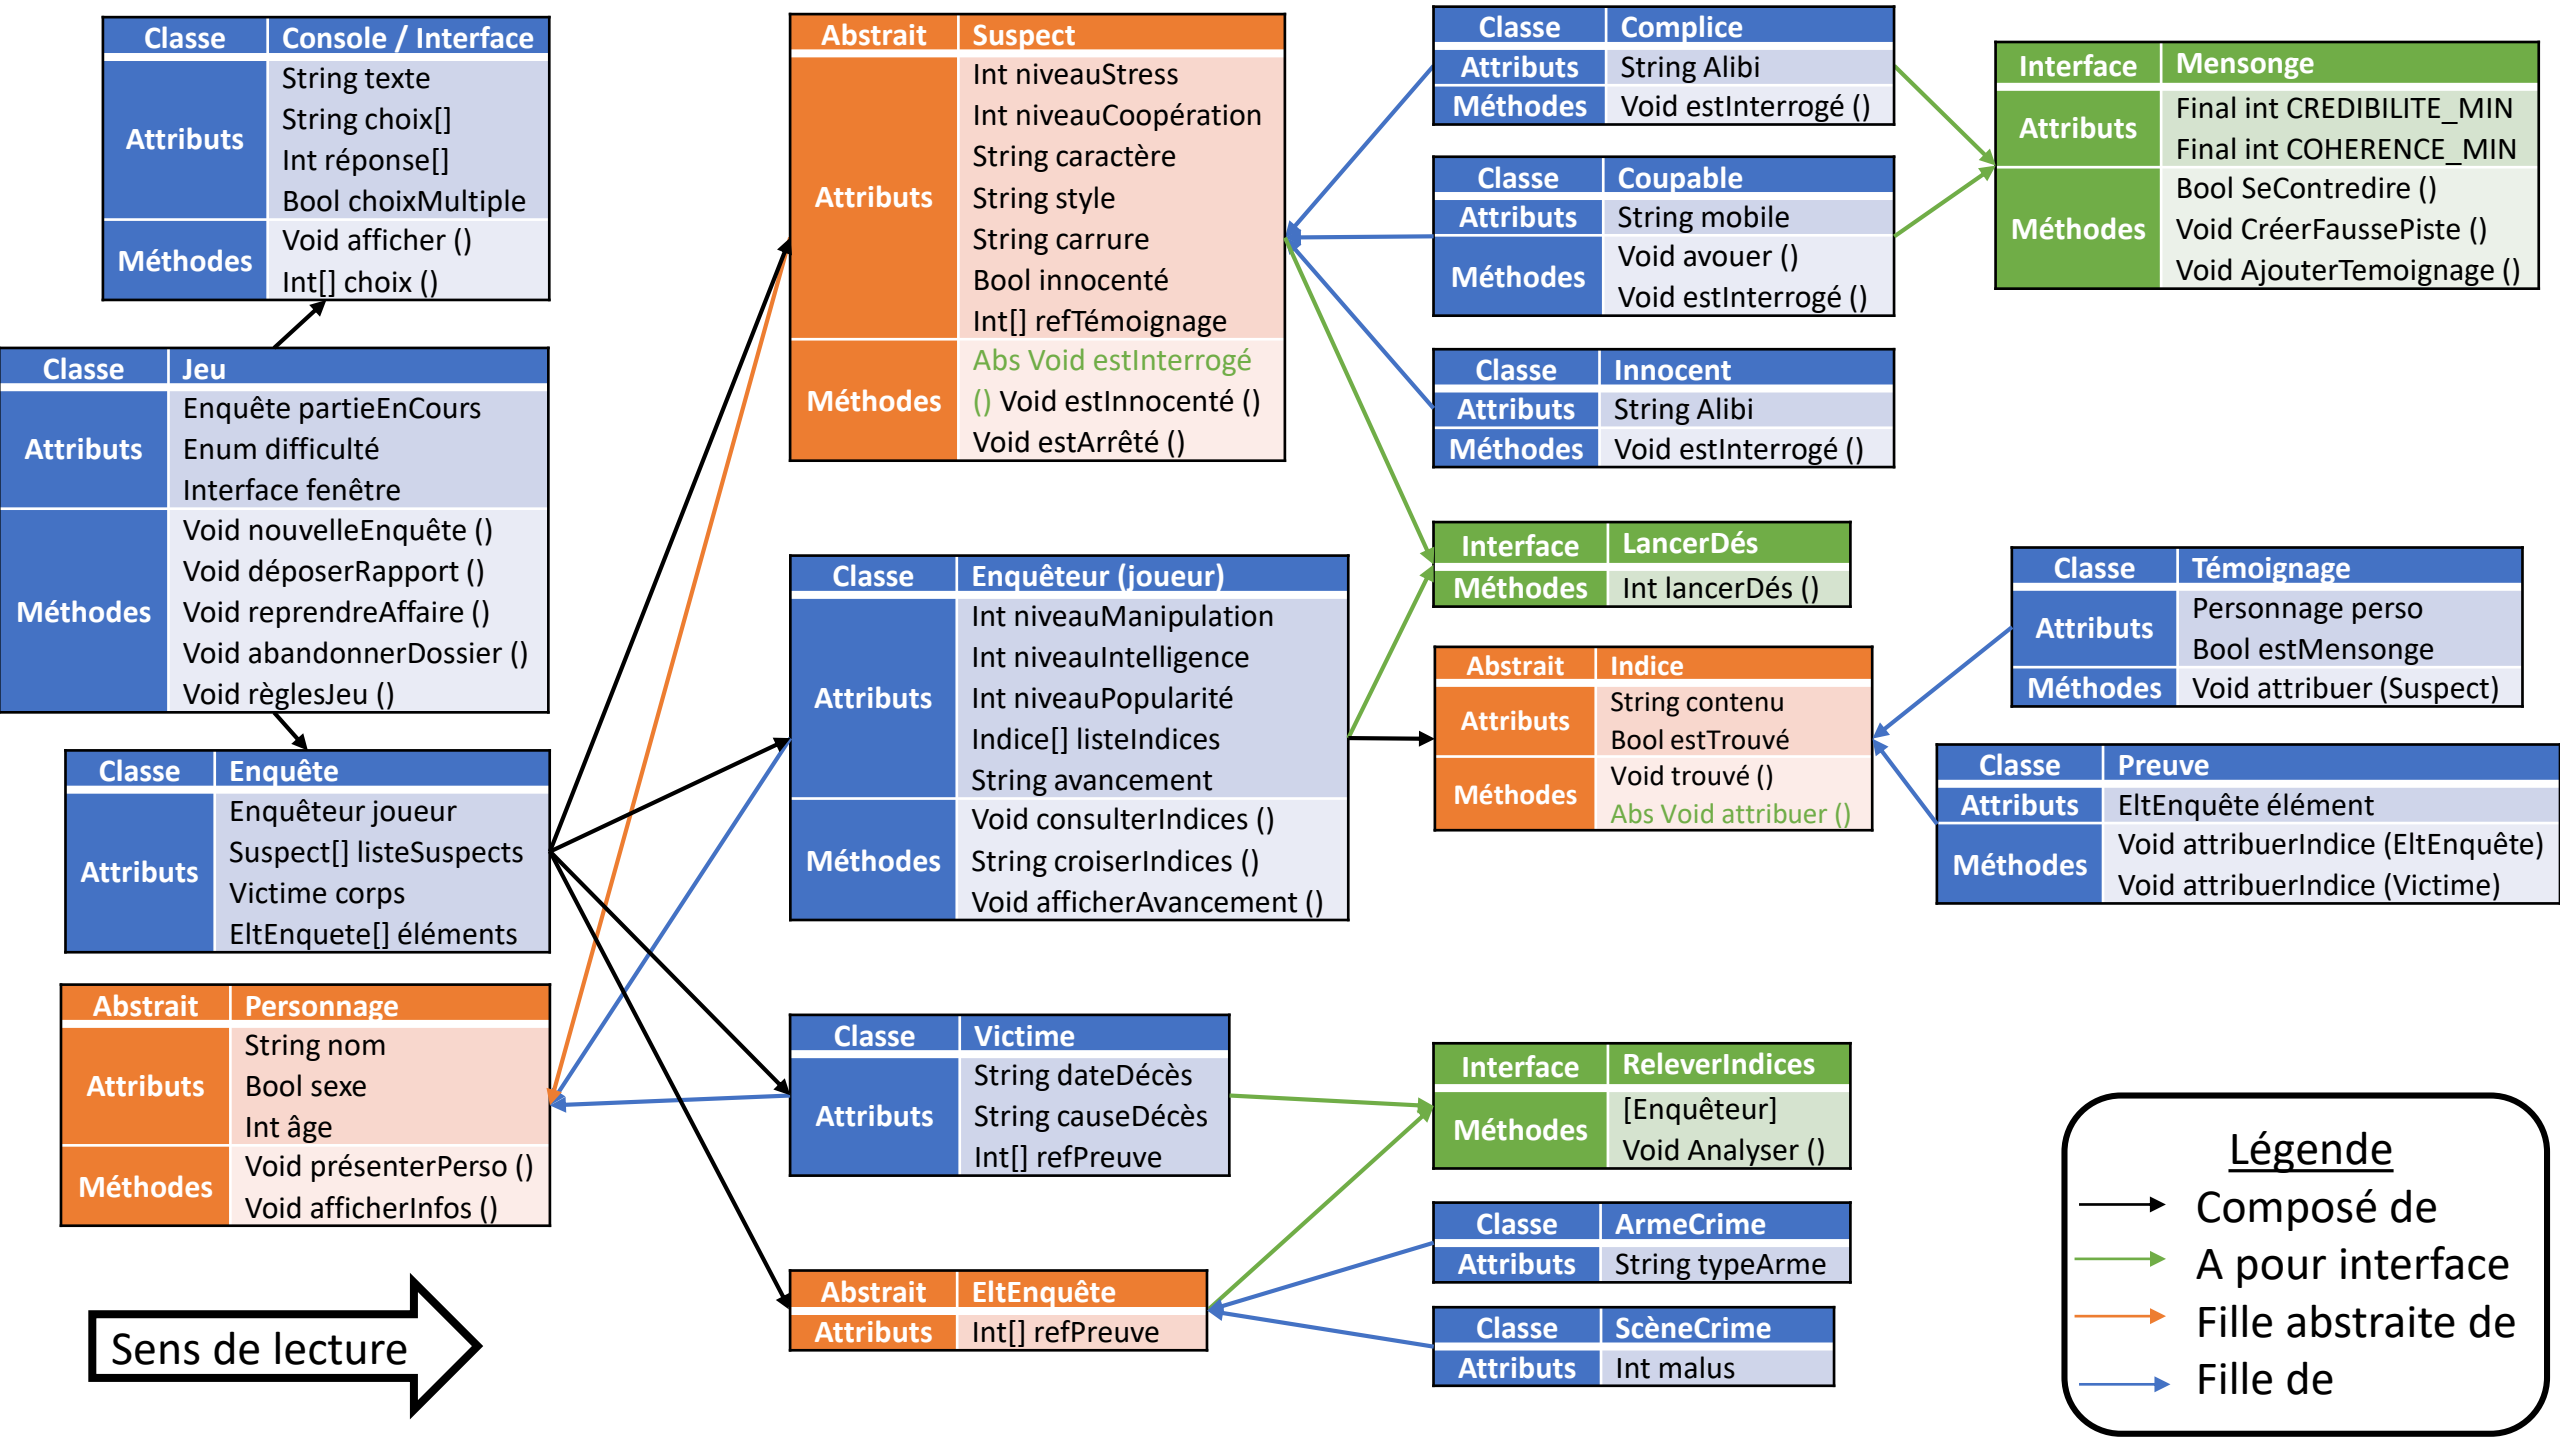 Classe Console / Interface
Attributs
String texte
String choix[]
Int réponse[]
Bool choixMultiple
Méthodes
Void afficher ()
Int[] choix ()
Classe Jeu
Attributs
Enquête partieEnCours
Enum difficulté
Interface fenêtre
Méthodes
Void nouvelleEnquête ()
Void déposerRapport ()
Void reprendreAffaire ()
Void abandonnerDossier ()
Void règlesJeu ()
Classe Enquête
Attributs
Enquêteur joueur
Suspect[] listeSuspects
Victime corps
EltEnquete[] éléments
Abstrait Personnage
Attributs
String nom
Bool sexe
Int âge
Méthodes
Void présenterPerso ()
Void afficherInfos ()
Sens de lecture
Abstrait Suspect
Attributs
Int niveauStress
Int niveauCoopération
String caractère
String style
String carrure
Bool innocenté
Int[] refTémoignage
Méthodes
Abs Void estInterrogé
() Void estInnocenté ()
Void estArrêté ()
Classe Enquêteur (joueur)
Attributs
Int niveauManipulation
Int niveauIntelligence
Int niveauPopularité
Indice[] listeIndices
String avancement
Méthodes
Void consulterIndices ()
String croiserIndices ()
Void afficherAvancement ()
Classe Victime
Attributs
String dateDécès
String causeDécès
Int[] refPreuve
Abstrait EltEnquête
Attributs Int[] refPreuve
Classe Complice
Attributs String Alibi
Méthodes Void estInterrogé ()
Classe Coupable
Attributs String mobile
Méthodes
Void avouer ()
Void estInterrogé ()
Classe Innocent
Attributs String Alibi
Méthodes Void estInterrogé ()
Interface LancerDés
Méthodes Int lancerDés ()
Abstrait Indice
Attributs
String contenu
Bool estTrouvé
Méthodes
Void trouvé ()
Abs Void attribuer ()
Interface ReleverIndices
Méthodes
[Enquêteur]
Void Analyser ()
Classe ArmeCrime
Attributs String typeArme
Classe ScèneCrime
Attributs Int malus
Interface Mensonge
Attributs
Final int CREDIBILITE_MIN
Final int COHERENCE_MIN
Méthodes
Bool SeContredire ()
Void CréerFaussePiste ()
Void AjouterTemoignage ()
Classe Témoignage
Attributs
Personnage perso
Bool estMensonge
Méthodes Void attribuer (Suspect)
Classe Preuve
Attributs EltEnquête élément
Méthodes
Void attribuerIndice (EltEnquête)
Void attribuerIndice (Victime)
Légende
Composé de
A pour interface
Fille abstraite de
Fille de